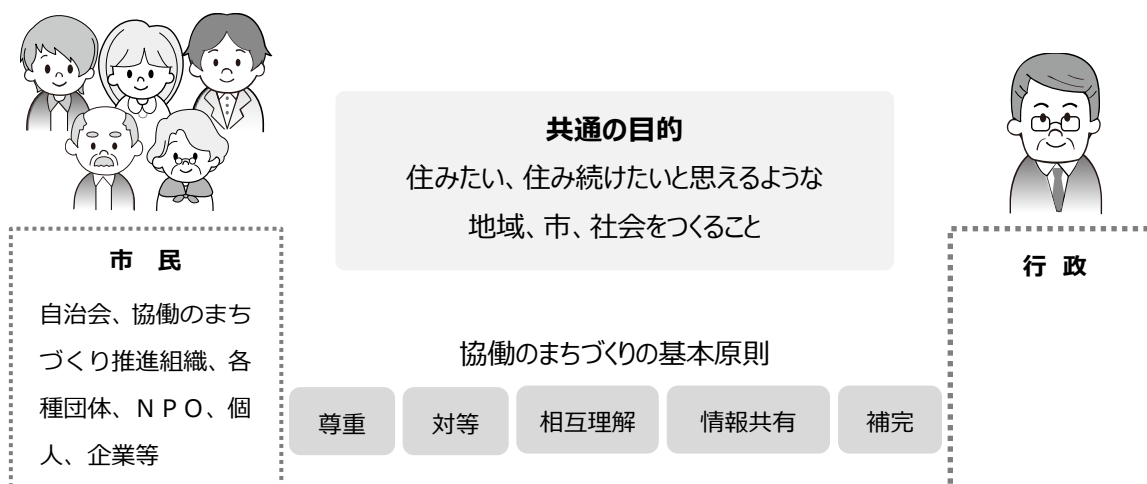 共通の目的
住みたい、住み続けたいと思えるような
地域、市、社会をつくること
市 民
自治会、協働のまち
づくり推進組織、各
種団体、ＮＰＯ、個
人、企業等
行 政
協働のまちづくりの基本原則
尊重
対等
相互理解
情報共有
補完